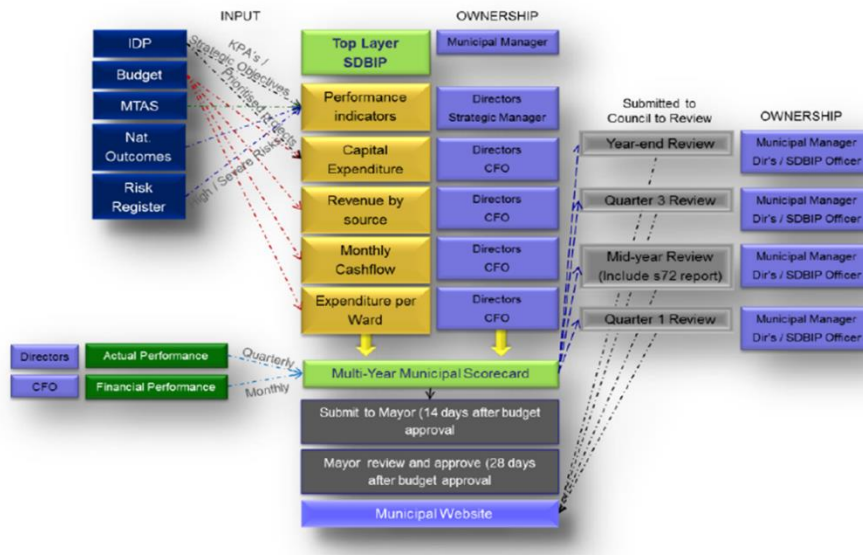 INPUT
OWNERSHIP
IDP
Budget
MTAS
Nat.
Outcomes
Risk
Register
KPA's /
Strategic Objectives
Prioritised Projects
High / Severe Risks
Top Layer
SDBIP
Municipal Manager
Performance
indicators
Directors
Strategic Manager
Capital
Expenditure
Directors
CFO
Revenue by
source
Directors
CFO
Monthly
Cashflow
Directors
CFO
Expenditure per
Ward
Directors
CFO
Submitted to
Council to Review
OWNERSHIP
Year-end Review
Municipal Manager
Dir's / SDBIP Officer
Quarter 3 Review
Municipal Manager
Dir's / SDBIP Officer
Mid-year Review
(Include s72 report)
Municipal Manager
Dir's / SDBIP Officer
Quarter 1 Review
Municipal Manager
Dir's / SDBIP Officer
Directors
Actual Performance
Quarterly
CFO
Financial Performance
Monthly
Multi-Year Municipal Scorecard
Submit to Mayor (14 days after budget
approval
Mayor review and approve (28 days
after budget approval
Municipal Website